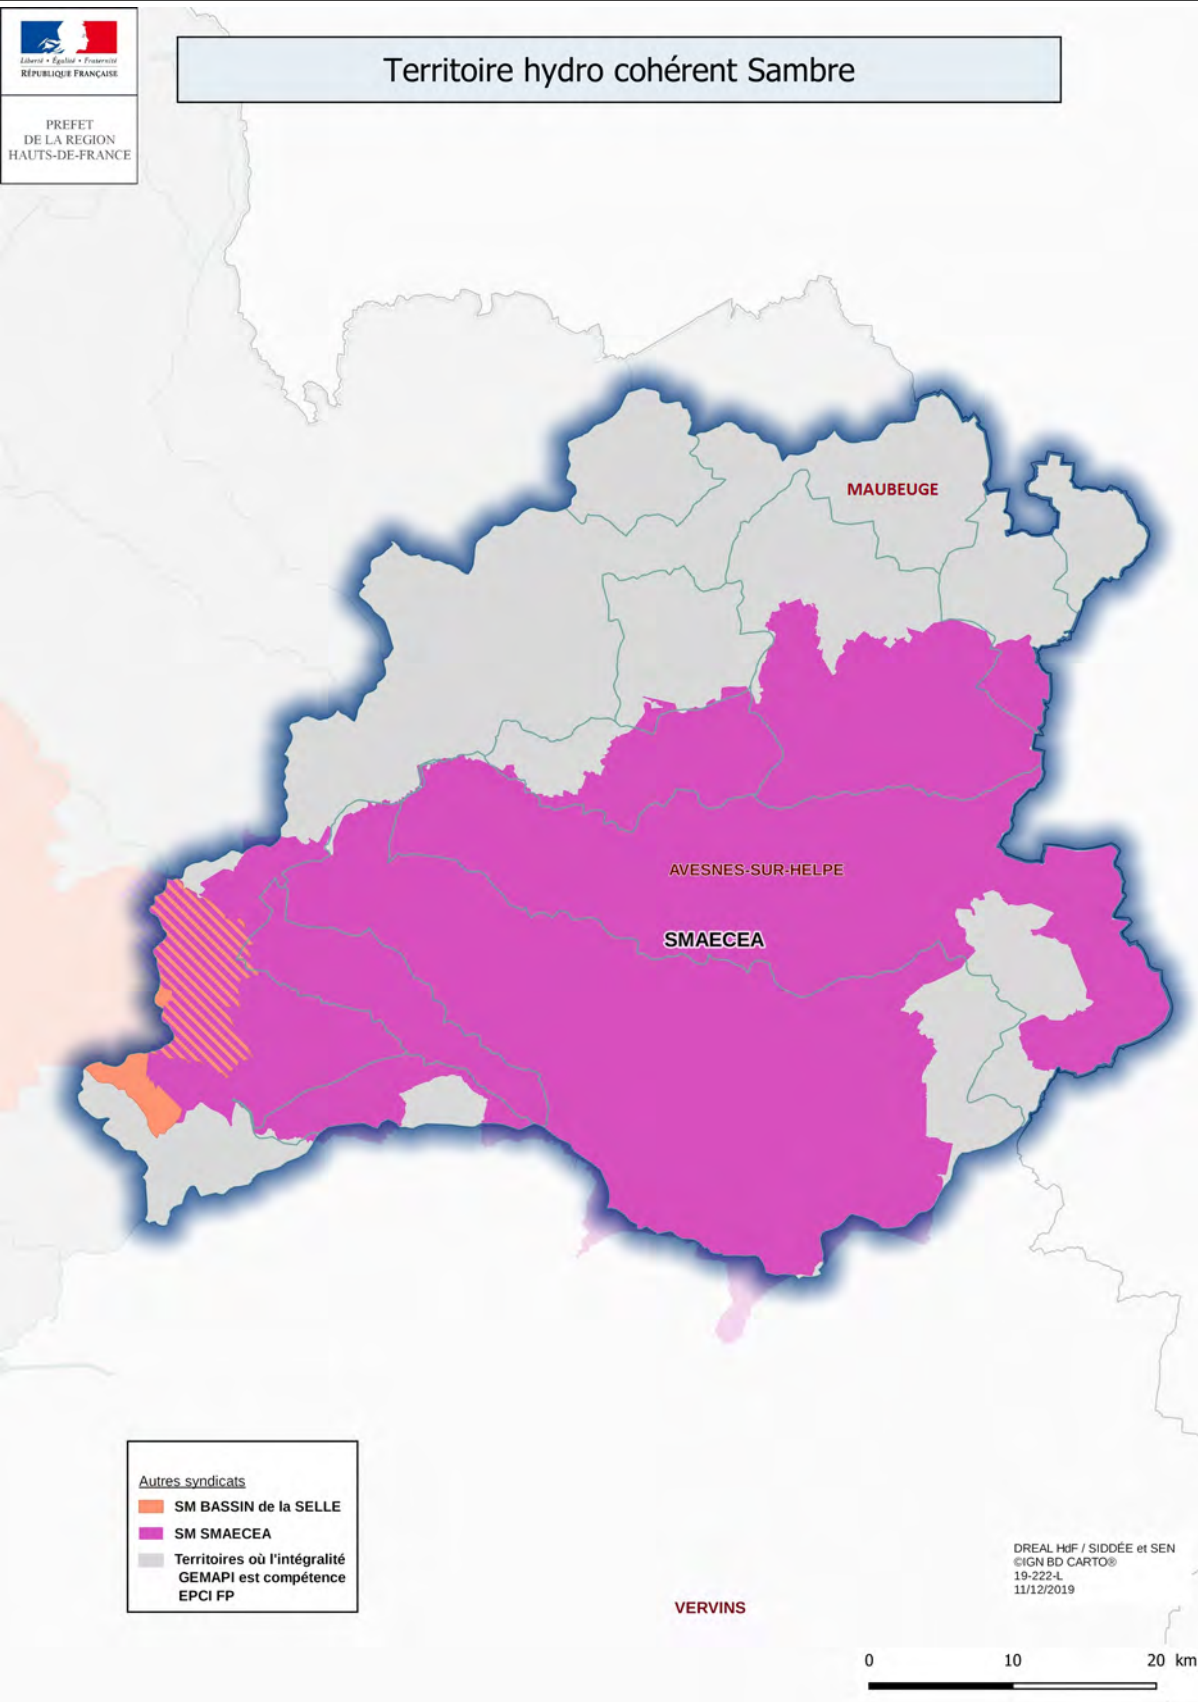 Liberté • Égalité • Fraternité
RÉPUBLIQUE FRANÇAISE
PREFET
DE LA REGION
HAUTS-DE-FRANCE
Territoire hydro cohérent Sambre
MAUBEUGE
AVESNES-SUR-HELPE
SMAECEA
Autres syndicats
SM BASSIN de la SELLE
SM SMAECEA
Territoires où l'intégralité
GEMAPI est compétence
EPCI FP
VERVINS
DREAL HdF / SIDDÉE et SEN
©IGN BD CARTO®
19-222-L
11/12/2019
0 10 20 km